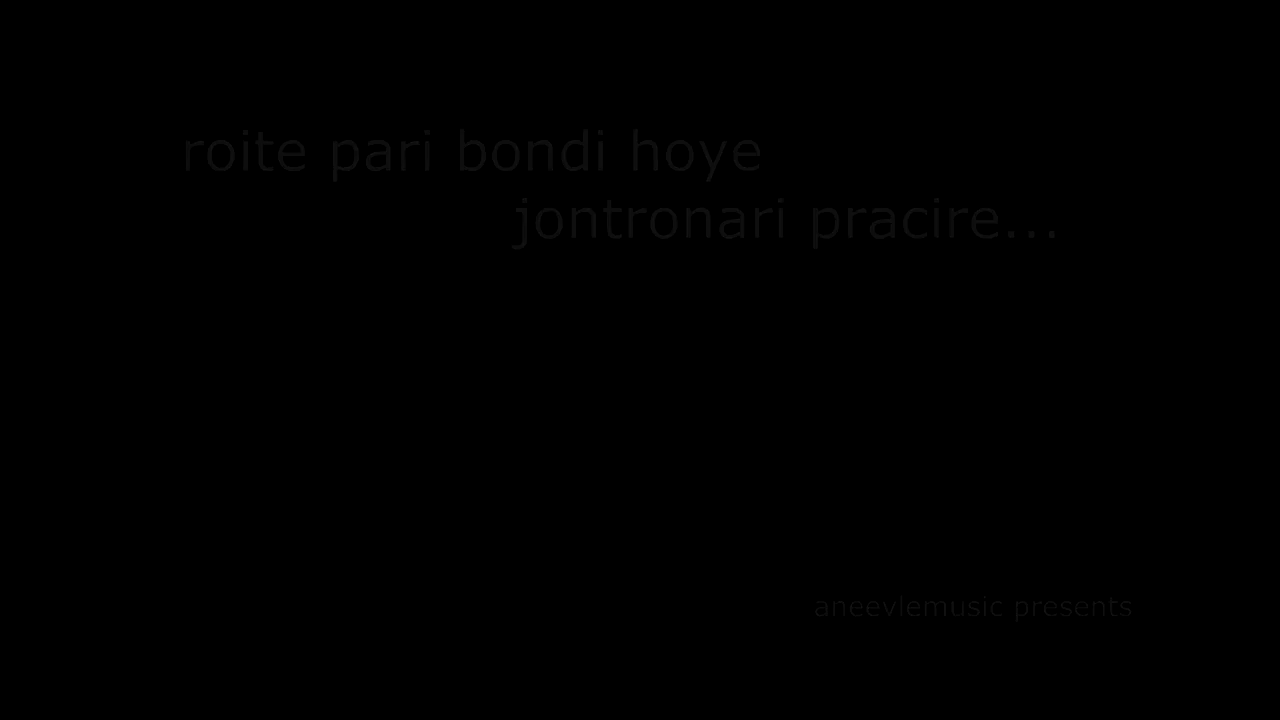 roite pari bondi hoye
jontronari pracire...
aneevlemusic presents